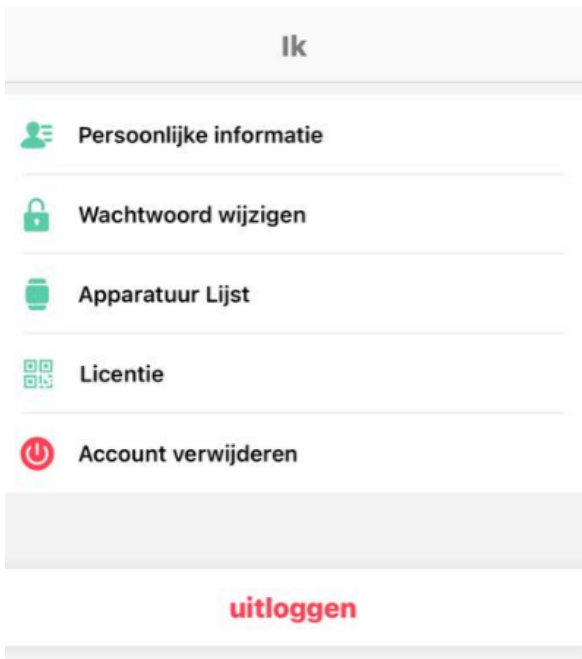 Ik
Persoonlijke informatie
Wachtwoord wijzigen
Apparatuur Lijst
Licentie
Account verwijderen
uitloggen